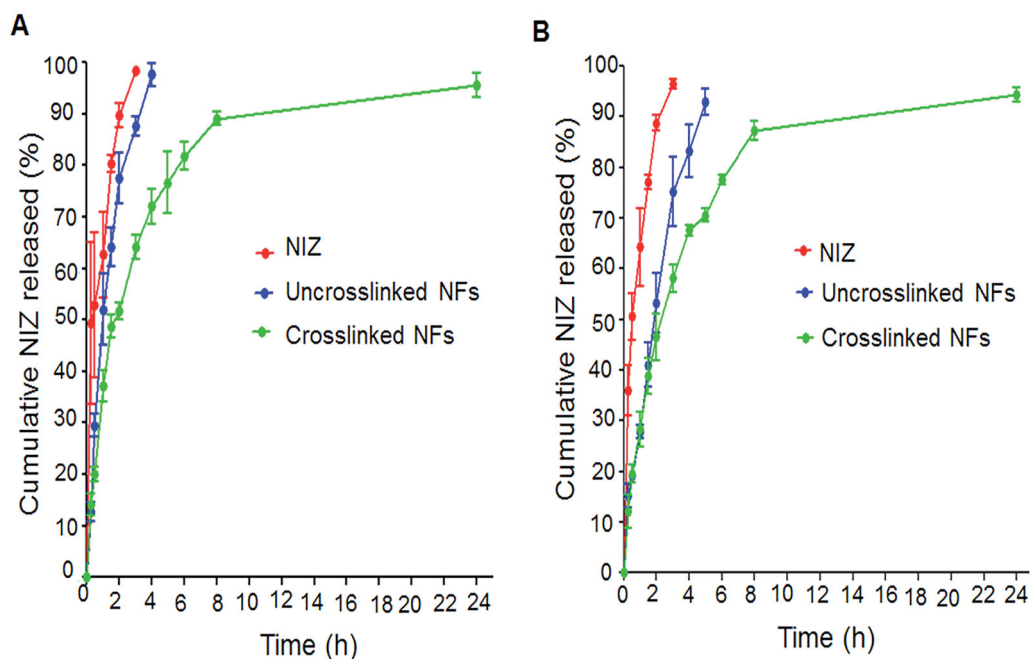 A
Cumulative NIZ released (%)
100
90
80
70
60
50
40
30
20
10
0
0 2 4 6 8 10 12 14 16 18 20 22 24
Time (h)
NIZ
Uncrosslinked NFs
Crosslinked NFs
B
Cumulative NIZ released (%)
100
90
80
70
60
50
40
30
20
10
0
0 2 4 6 8 10 12 14 16 18 20 22 24
Time (h)
NIZ
Uncrosslinked NFs
Crosslinked NFs